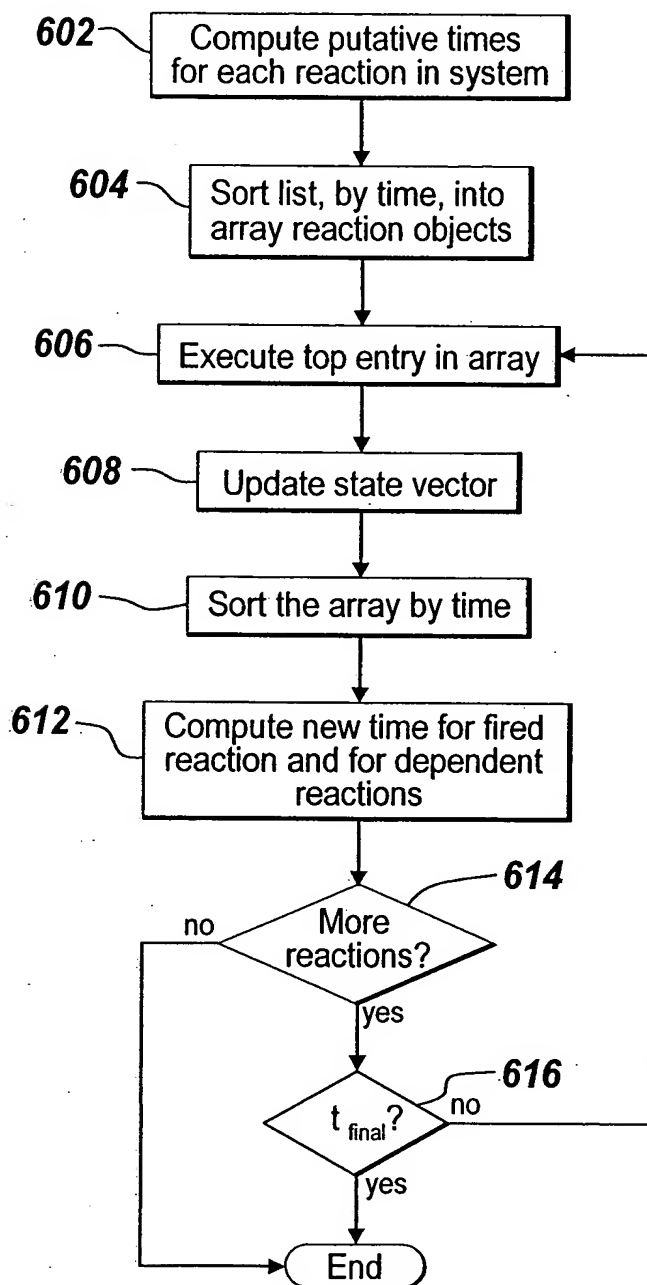 602
Compute putative times
for each reaction in system
604
Sort list, by time, into
array reaction objects
606
Execute top entry in array
608
Update state vector
610
Sort the array by time
612
Compute new time for fired
reaction and for dependent
reactions
614
More
reactions?
no
yes
616
t final?
no
yes
End